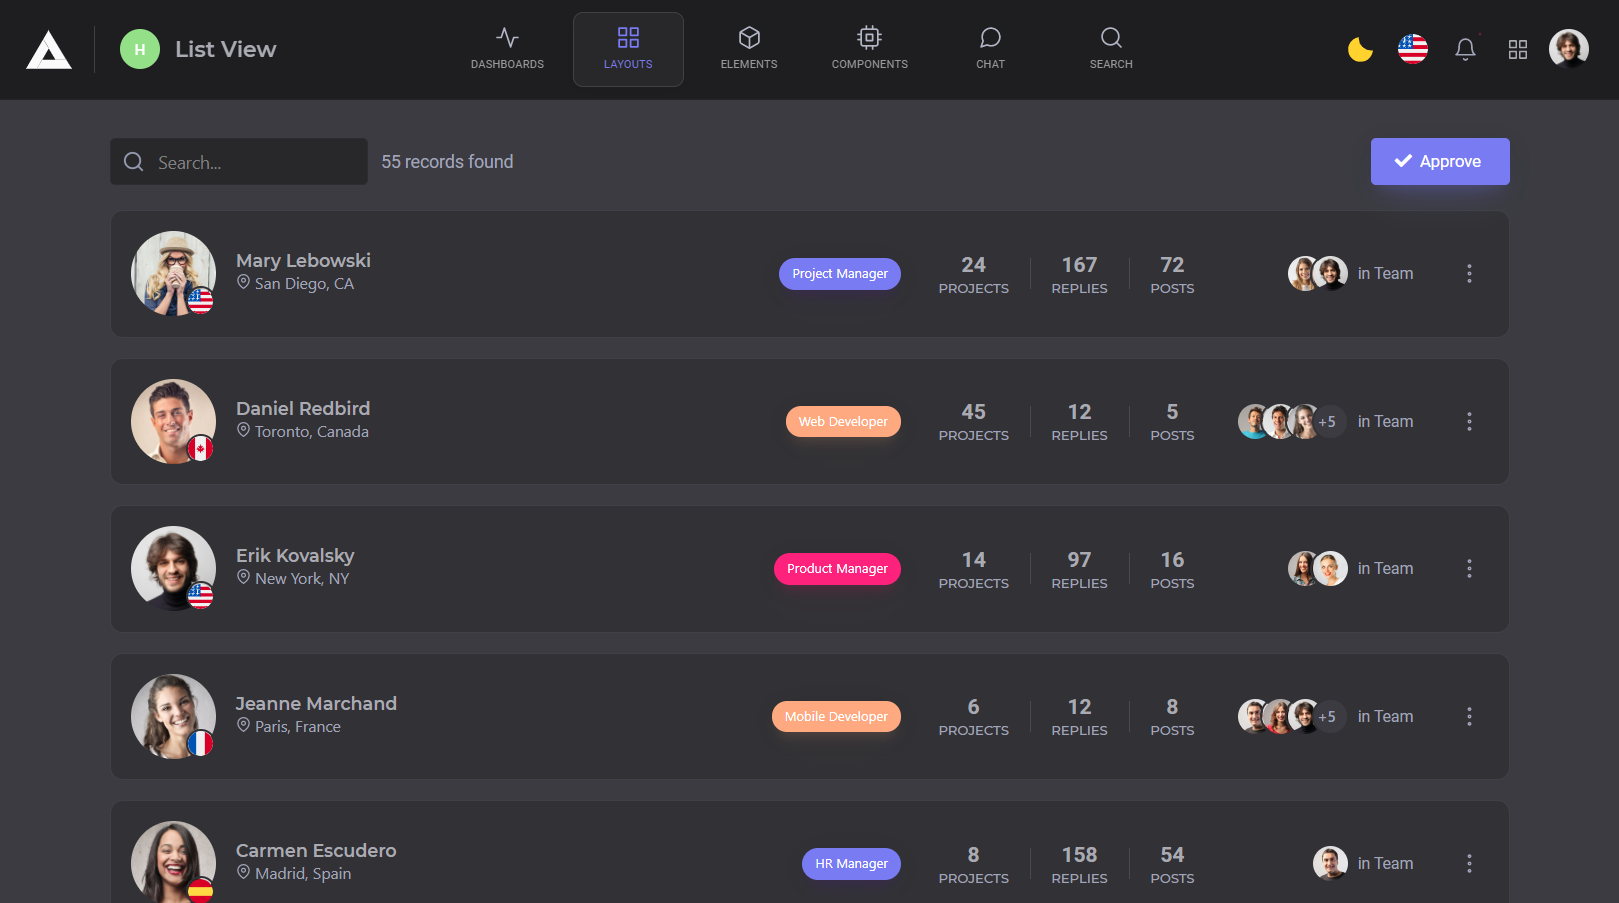 H List View
DASHBOARDS
LAYOUTS
ELEMENTS
COMPONENTS
CHAT
SEARCH
Search...
55 records found
Approve
Mary Lebowski
San Diego, CA
Project Manager
24
PROJECTS
167
REPLIES
72
POSTS
in Team
Daniel Redbird
Toronto, Canada
Web Developer
45
PROJECTS
12
REPLIES
5
POSTS
+5 in Team
Erik Kovalsky
New York, NY
Product Manager
14
PROJECTS
97
REPLIES
16
POSTS
in Team
Jeanne Marchand
Paris, France
Mobile Developer
6
PROJECTS
12
REPLIES
8
POSTS
+5 in Team
Carmen Escudero
Madrid, Spain
HR Manager
8
PROJECTS
158
REPLIES
54
POSTS
in Team